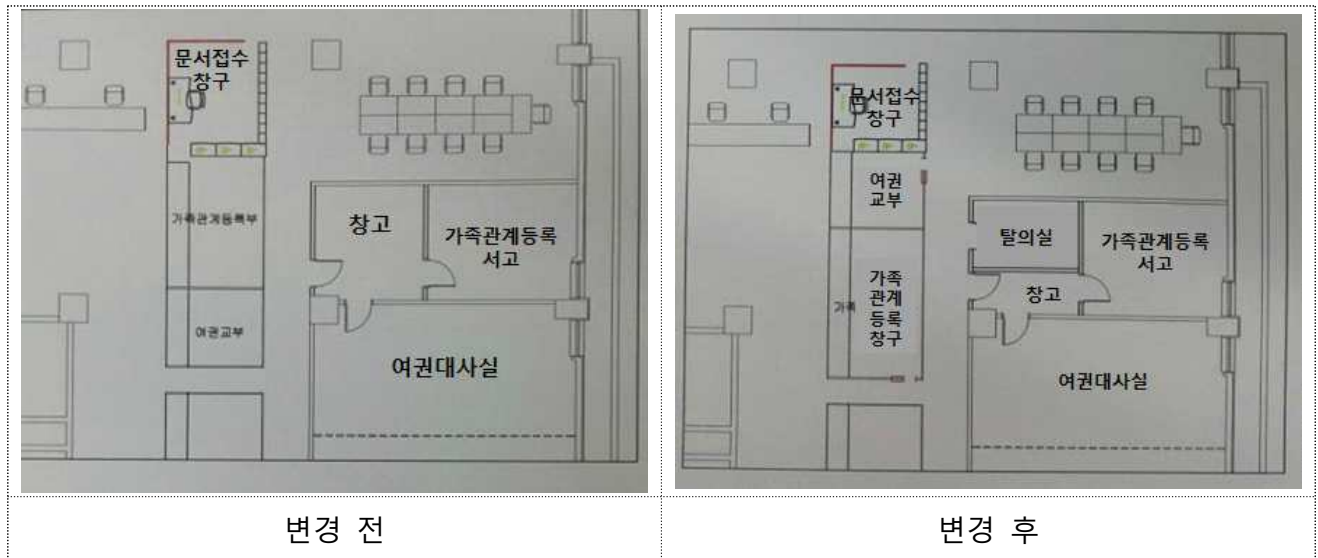 문서접수
창구
가족관계등록부
여권교부
창고
가족관계등록
서고
여권대사실
변경 전
문서접수
창구
여권
교부
가족
가족
관계
등록
창구
탈의실
창고
가족관계등록
서고
여권대사실
변경 후